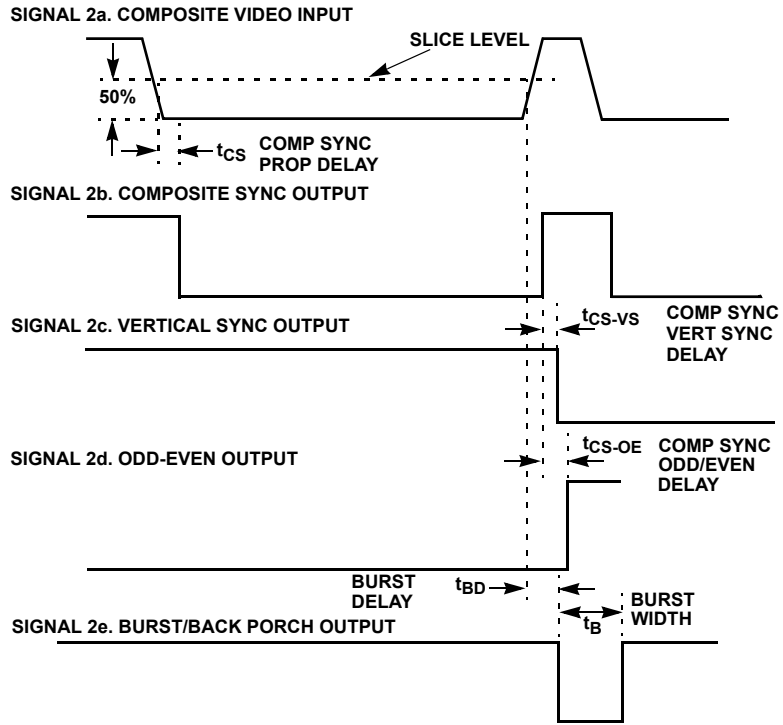 SIGNAL 2a. COMPOSITE VIDEO INPUT
SLICE LEVEL
50%
tCS
COMP SYNC
PROP DELAY
SIGNAL 2b. COMPOSITE SYNC OUTPUT
SIGNAL 2c. VERTICAL SYNC OUTPUT
tCS-VS
COMP SYNC
VERT SYNC
DELAY
SIGNAL 2d. ODD-EVEN OUTPUT
tCS-OE
COMP SYNC
ODD/EVEN
DELAY
BURST
DELAY
tBD
SIGNAL 2e. BURST/BACK PORCH OUTPUT
tB
BURST
WIDTH